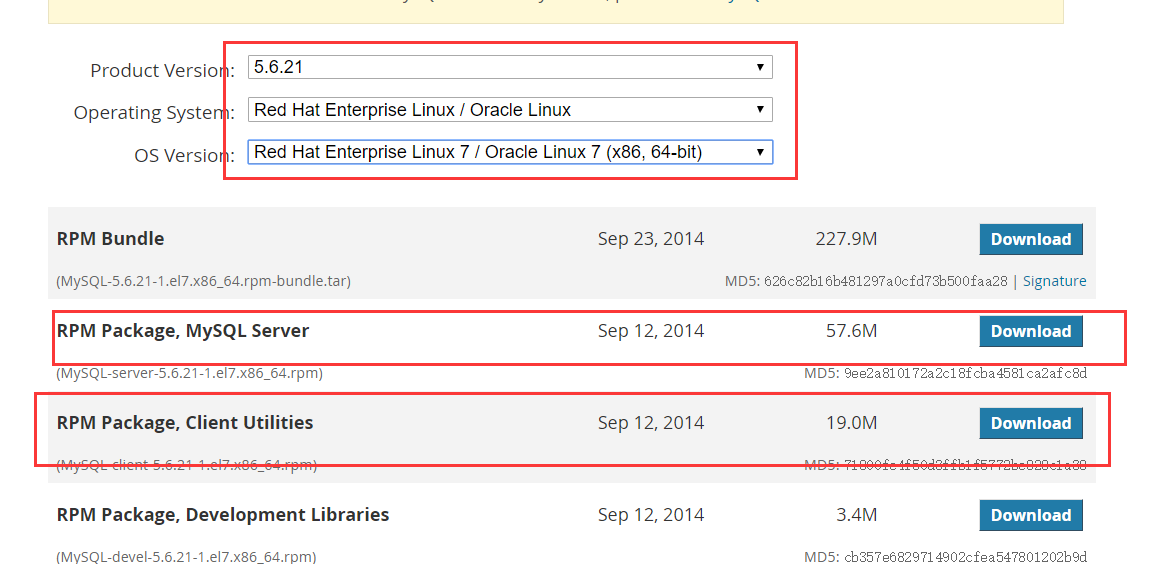 Product Version: 5.6.21
Operating System: Red Hat Enterprise Linux / Oracle Linux
OS Version: Red Hat Enterprise Linux 7 / Oracle Linux 7 (x86, 64-bit)
RPM Bundle Sep 23, 2014 227.9M Download
(MySQL-5.6.21-1.el7.x86_64.rpm-bundle.tar) MD5: 626c82b16b481297a0cfd73b500faa28 | Signature
RPM Package, MySQL Server Sep 12, 2014 57.6M Download
(MySQL-server-5.6.21-1.el7.x86_64.rpm) MD5: 9ee2a810172a2c18fcba4581ca2afc8d
RPM Package, Client Utilities Sep 12, 2014 19.0M Download
(MySQL-client-5.6.21-1.el7.x86_64.rpm) MD5:
RPM Package, Development Libraries Sep 12, 2014 3.4M Download
(MySQL-devel-5.6.21-1.el7.x86_64.rpm) MD5: cb357e6829714902cfea547801202b9d